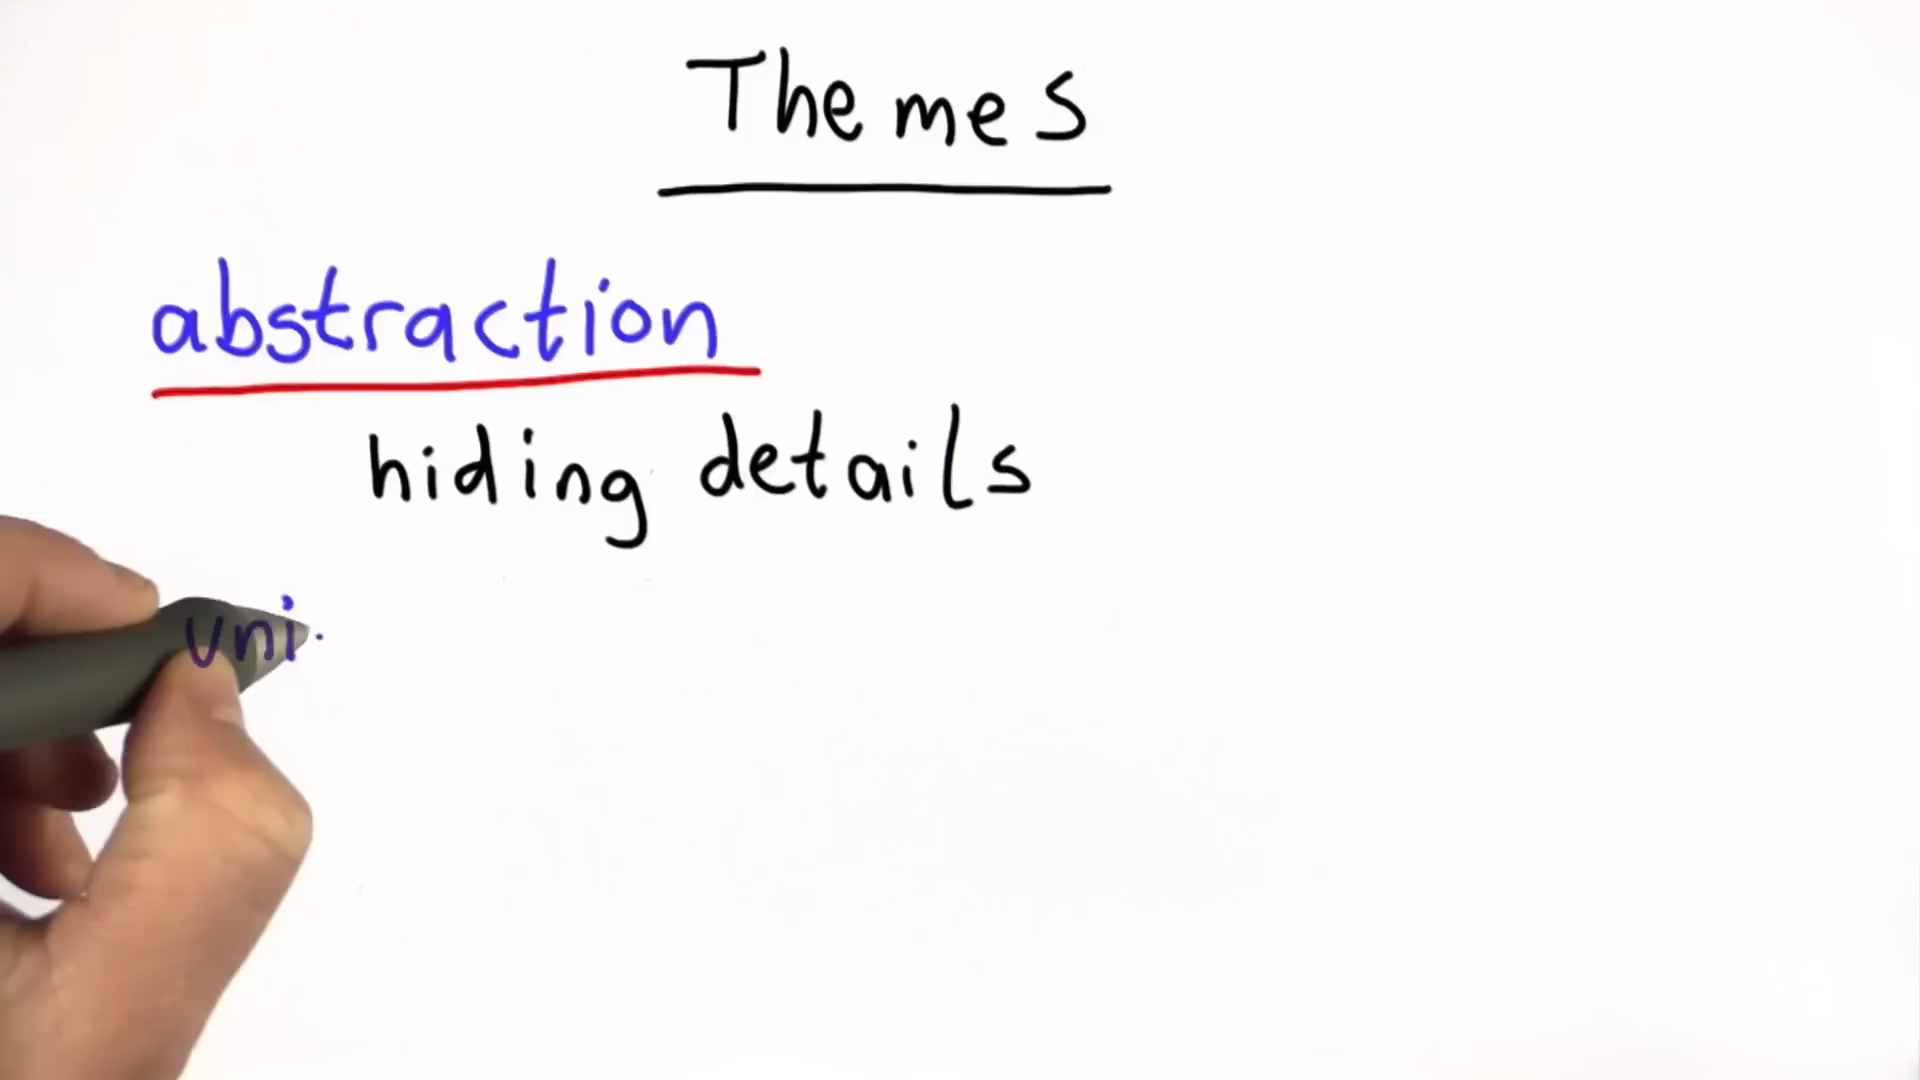 Themes
abstraction
hiding details
uni